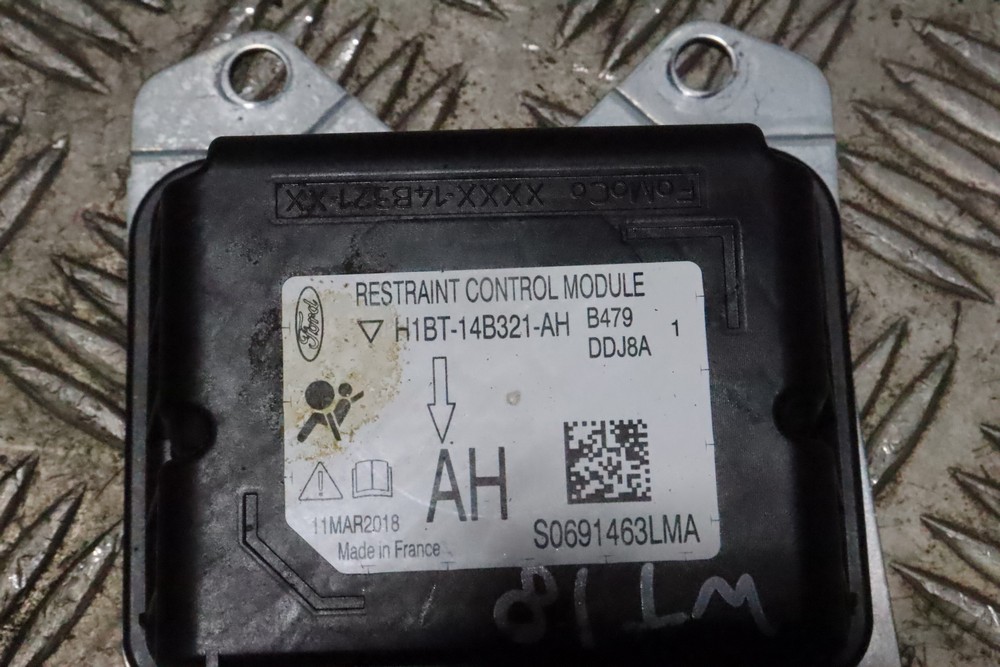 FoMoCo XXXX-14B321-XX
RESTRAINT CONTROL MODULE
Ford
H1BT-14B321-AH B479 1
DDJ8A
AH
11MAR2018
Made in France
S0691463LMA